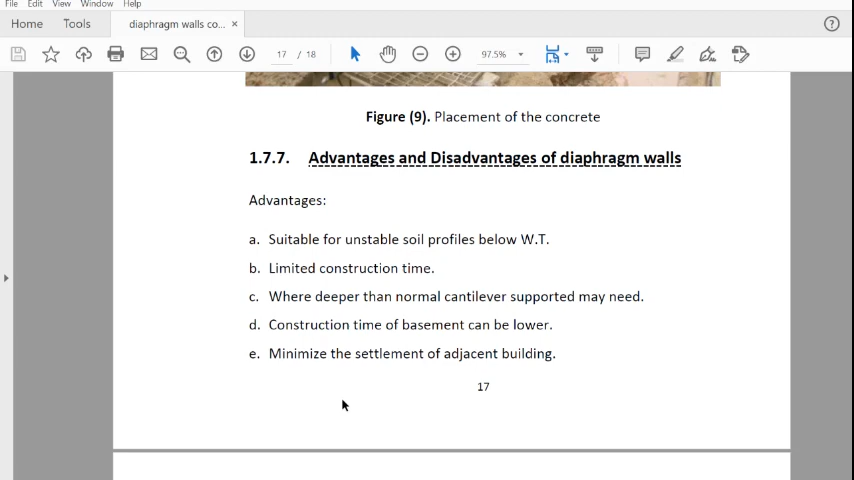 File Edit View Window Help
Home Tools diaphragm walls co... ×
17 / 18 97.5%
Figure (9). Placement of the concrete
1.7.7. Advantages and Disadvantages of diaphragm walls
Advantages:
a. Suitable for unstable soil profiles below W.T.
b. Limited construction time.
c. Where deeper than normal cantilever supported may need.
d. Construction time of basement can be lower.
e. Minimize the settlement of adjacent building.
17